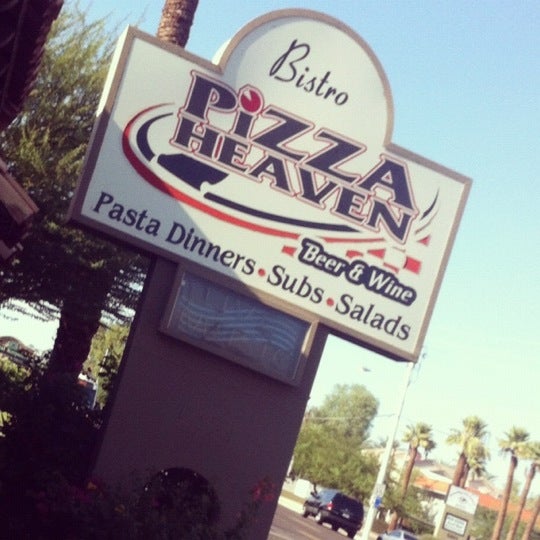 Bistro
PiZZA
HEAVEN
Beer & Wine
Pasta Dinners • Subs • Salads